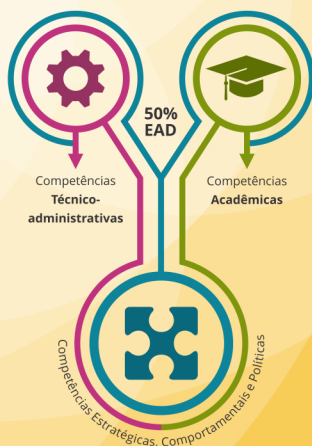 50%
EAD
Competências
Técnico-
administrativas
Competências
Acadêmicas
Competências Estratégicas, Comportamentais e Políticas